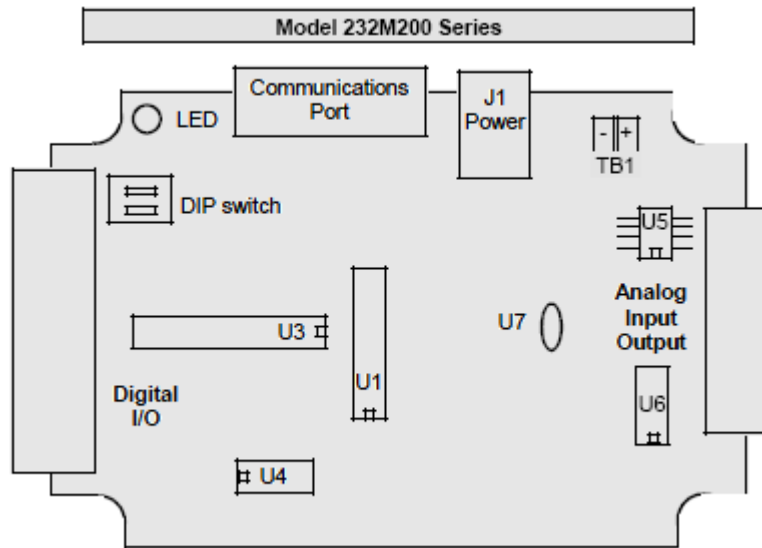 Model 232M200 Series
Communications
Port
J1
Power
LED
- +
TB1
DIP switch
U5
Analog
Input
Output
U7
U3
U1
U6
Digital
I/O
U4